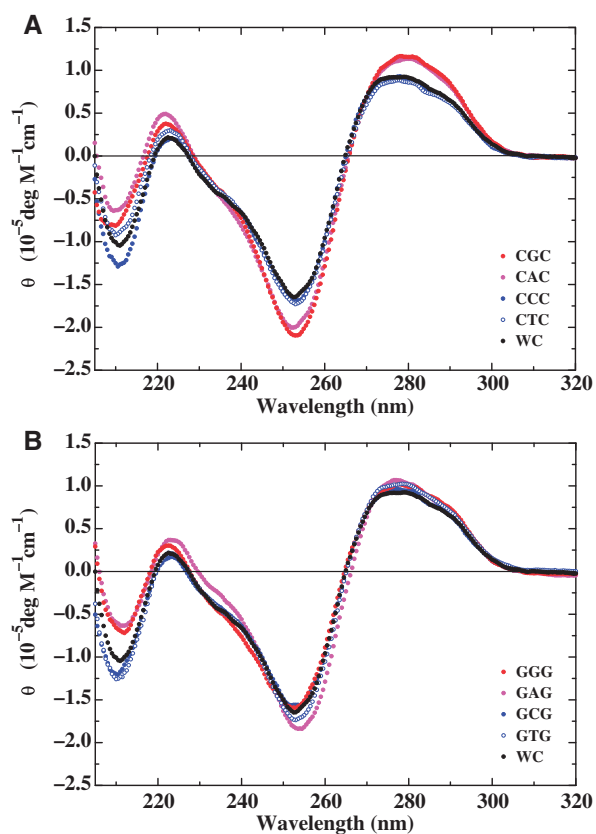 A
1.5
1.0
0.5
0.0
−0.5
−1.0
−1.5
−2.0
−2.5
θ (10⁻⁵deg M⁻¹cm⁻¹)
CGC
CAC
CCC
CTC
WC
220 240 260 280 300 320
Wavelength (nm)
B
1.5
1.0
0.5
0.0
−0.5
−1.0
−1.5
−2.0
−2.5
θ (10⁻⁵deg M⁻¹cm⁻¹)
GGG
GAG
GCG
GTG
WC
220 240 260 280 300 320
Wavelength (nm)